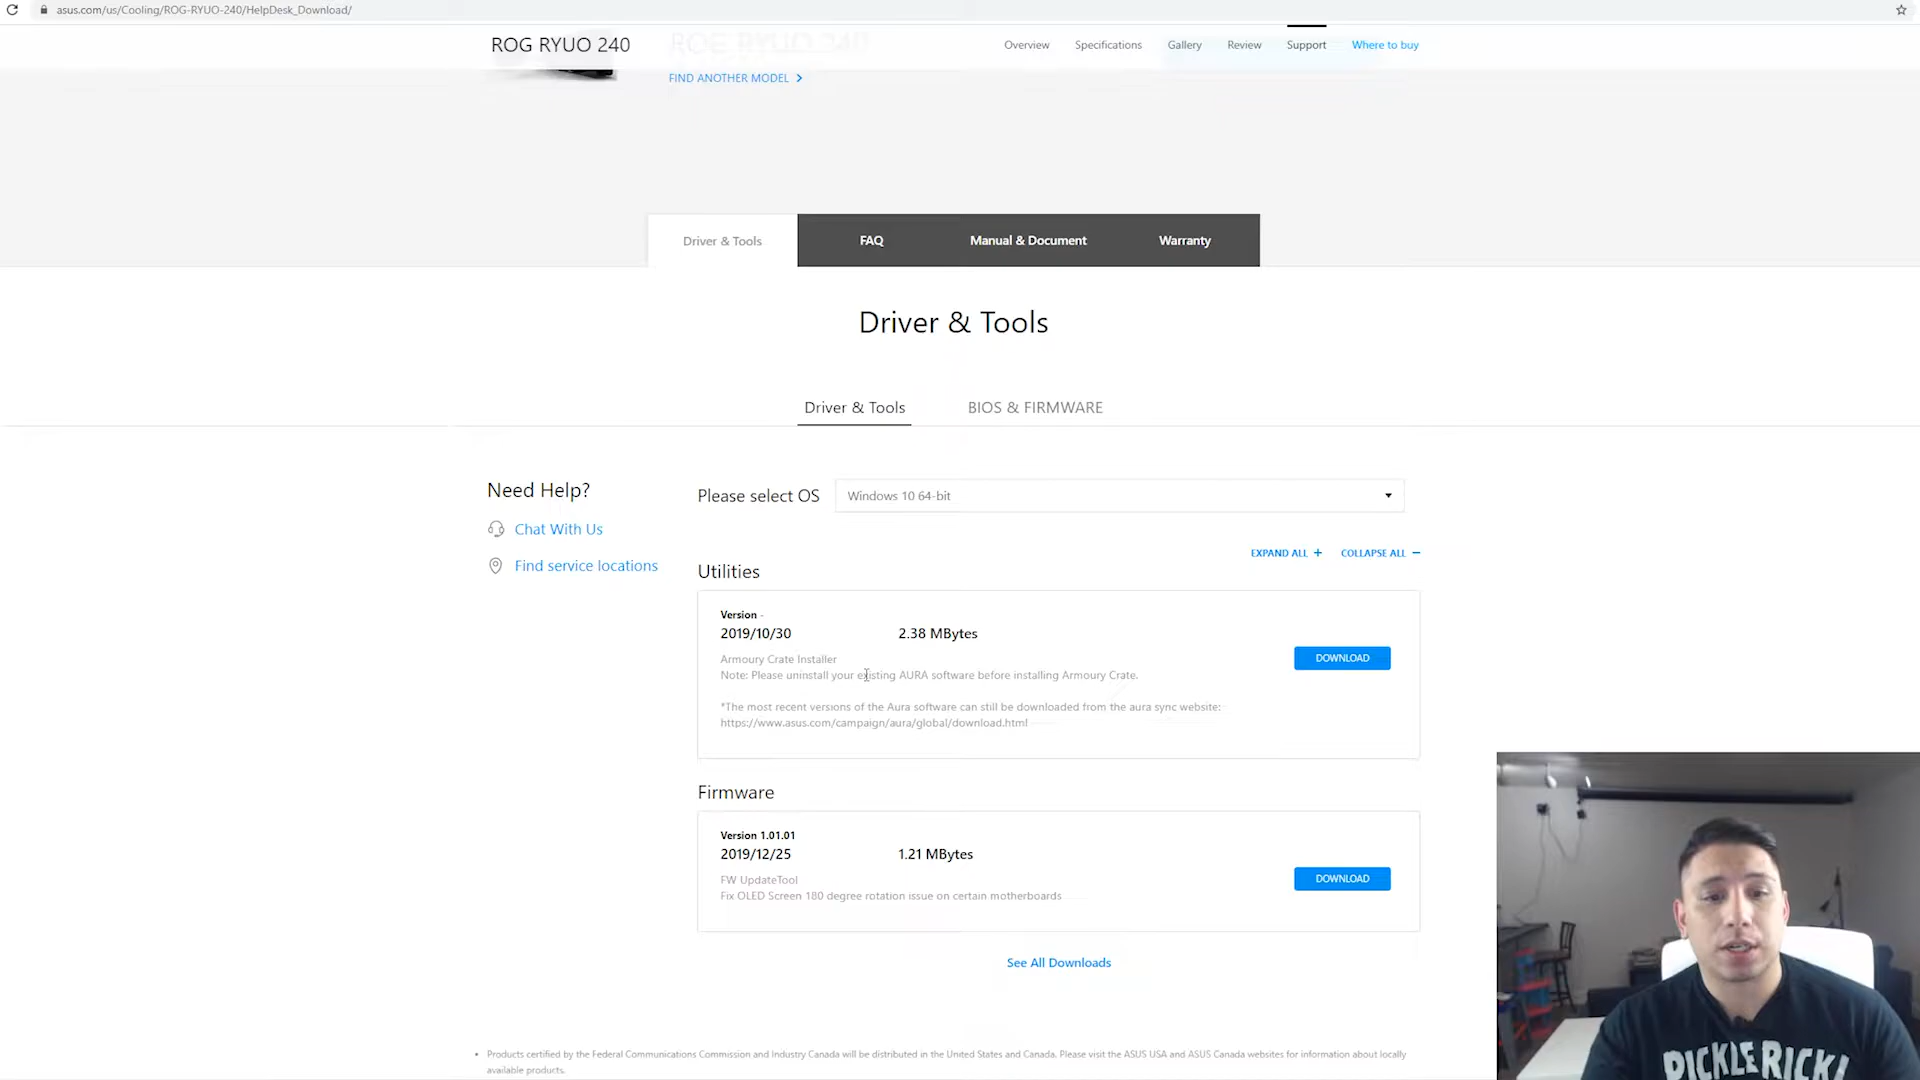 asus.com/us/Cooling/ROG-RYUO-240/HelpDesk_Download/
ROG RYUO 240
ROG RYUO 240
Overview
Specifications
Gallery
Review
Support
Where to buy
FIND ANOTHER MODEL
Driver & Tools
FAQ
Manual & Document
Warranty
Driver & Tools
Driver & Tools
BIOS & FIRMWARE
Need Help?
Chat With Us
Find service locations
Please select OS
Windows 10 64-bit
EXPAND ALL +
COLLAPSE ALL −
Utilities
Version -
2019/10/30
2.38 MBytes
DOWNLOAD
Armoury Crate Installer
Note: Please uninstall your existing AURA software before installing Armoury Crate.
*The most recent versions of the Aura software can still be downloaded from the aura sync website:
https://www.asus.com/campaign/aura/global/download.html
Firmware
Version 1.01.01
2019/12/25
1.21 MBytes
DOWNLOAD
FW UpdateTool
Fix OLED Screen 180 degree rotation issue on certain motherboards
See All Downloads
• Products certified by the Federal Communications Commission and Industry Canada will be distributed in the United States and Canada. Please visit the ASUS USA and ASUS Canada websites for information about locally
available products.
PICKLE RICK!